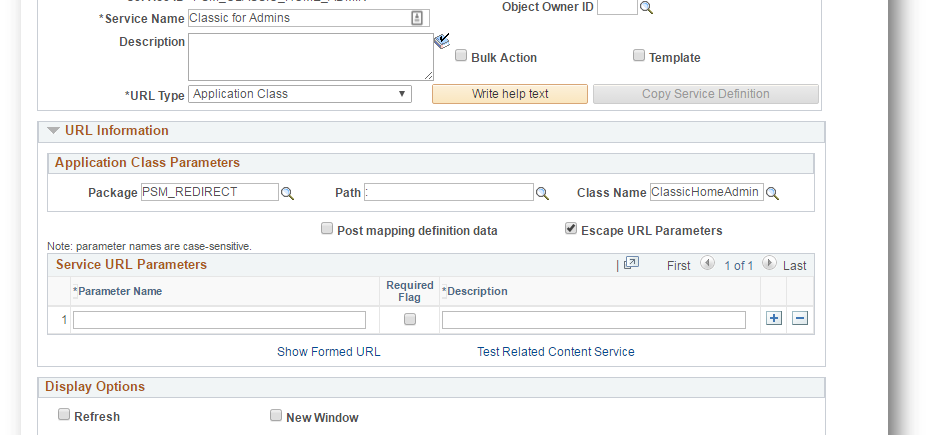 Object Owner ID
*Service Name Classic for Admins
Description
Bulk Action Template
*URL Type Application Class Write help text Copy Service Definition
URL Information
Application Class Parameters
Package PSM_REDIRECT Path : Class Name ClassicHomeAdmin
Post mapping definition data Escape URL Parameters
Note: parameter names are case-sensitive.
Service URL Parameters | First 1 of 1 Last
*Parameter Name Required Flag *Description
1
Show Formed URL Test Related Content Service
Display Options
Refresh New Window